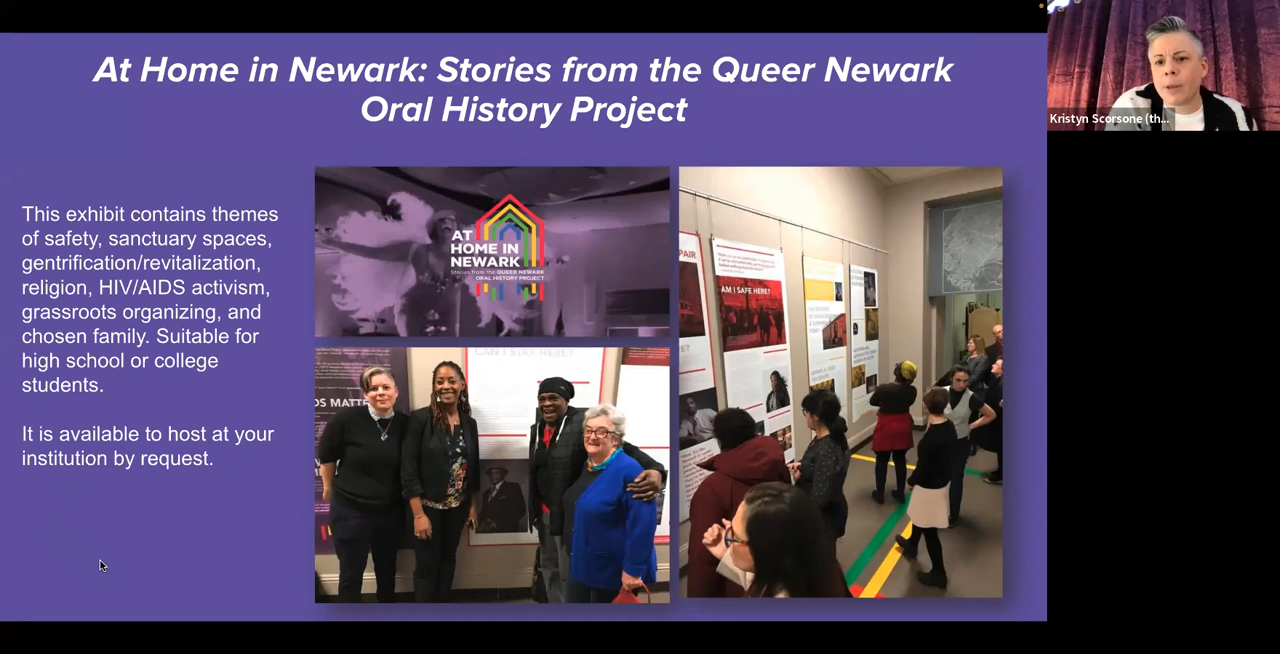 At Home in Newark: Stories from the Queer Newark
Oral History Project
Kristyn Scorsone (th...
This exhibit contains themes
of safety, sanctuary spaces,
gentrification/revitalization,
religion, HIV/AIDS activism,
grassroots organizing, and
chosen family. Suitable for
high school or college
students.
It is available to host at your
institution by request.
AT
HOME IN
NEWARK
Stories from the QUEER NEWARK
ORAL HISTORY PROJECT
CAN I STAY HERE?
DS MATT
PAIR
AM I SAFE HERE?